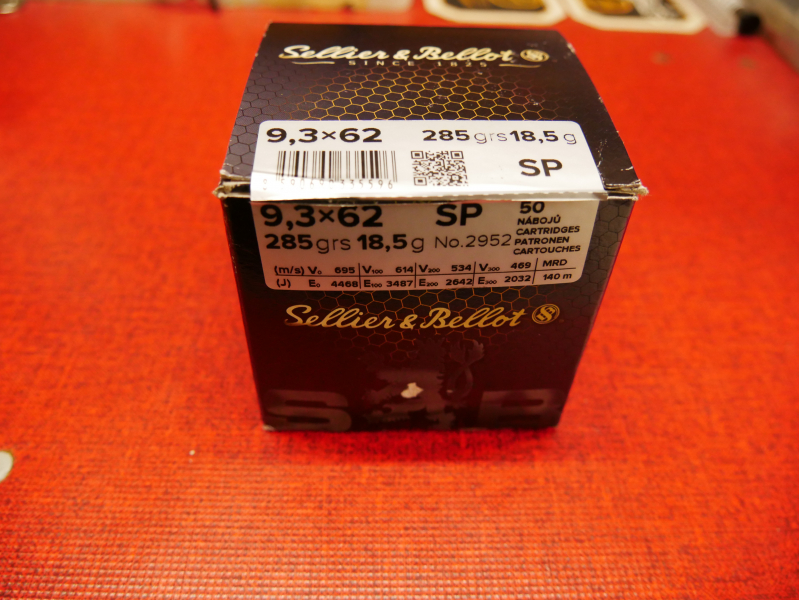 Sellier & Bellot
SINCE 1825
9,3×62 285 grs 18,5 g
SP
9,3×62 SP 50
NÁBOJŮ
CARTRIDGES
PATRONEN
CARTOUCHES
285 grs 18,5 g No.2952
(m/s) V₀ 695 V₁₀₀ 614 V₂₀₀ 534 V₃₀₀ 469 MRD
(J) E₀ 4468 E₁₀₀ 3487 E₂₀₀ 2642 E₃₀₀ 2032 140 m
Sellier & Bellot
S&B